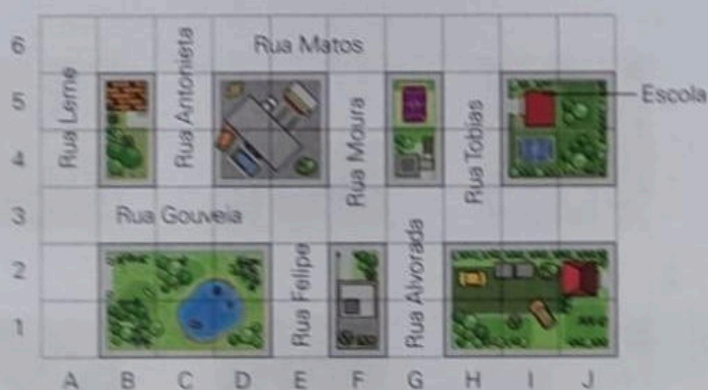 6
Rua Matos
5
Rua Leme
Rua Antonieta
Rua Moura
Rua Tobias
Escola
4
3
Rua Gouveia
2
Rua Felipe
Rua Alvorada
1
A B C D E F G H I J